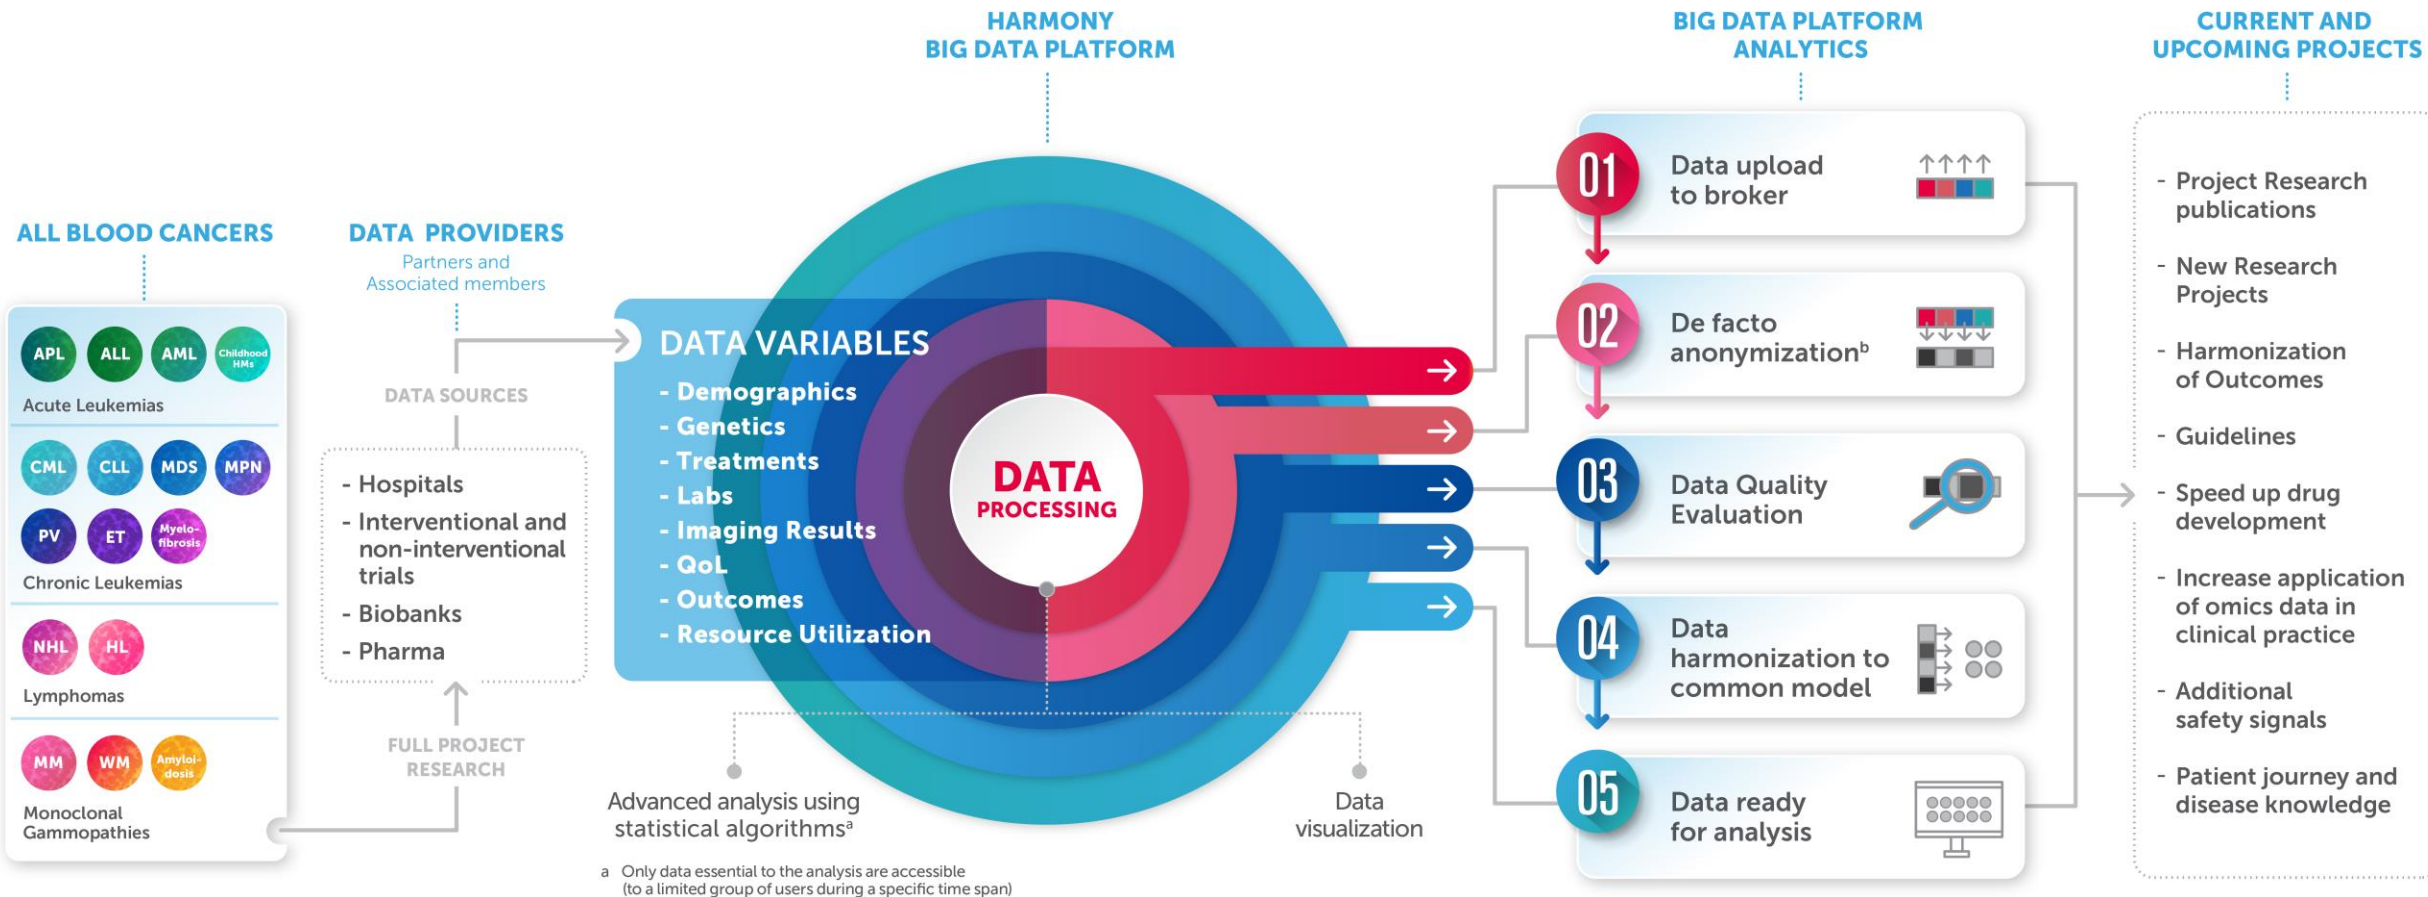 HARMONY
BIG DATA PLATFORM
BIG DATA PLATFORM
ANALYTICS
CURRENT AND
UPCOMING PROJECTS
ALL BLOOD CANCERS
APL
ALL
AML
Childhood
HMs
Acute Leukemias
CML
CLL
MDS
MPN
PV
ET
Myelo-
fibrosis
Chronic Leukemias
NHL
HL
Lymphomas
MM
WM
Amyloi-
dosis
Monoclonal
Gammopathies
DATA PROVIDERS
Partners and
Associated members
DATA SOURCES
- Hospitals
- Interventional and
non-interventional
trials
- Biobanks
- Pharma
FULL PROJECT
RESEARCH
DATA VARIABLES
- Demographics
- Genetics
- Treatments
- Labs
- Imaging Results
- QoL
- Outcomes
- Resource Utilization
DATA
PROCESSING
Advanced analysis using
statistical algorithmsᵃ
Data
visualization
a Only data essential to the analysis are accessible
(to a limited group of users during a specific time span)
01
Data upload
to broker
02
De facto
anonymizationᵇ
03
Data Quality
Evaluation
04
Data
harmonization to
common model
05
Data ready
for analysis
- Project Research
publications
- New Research
Projects
- Harmonization
of Outcomes
- Guidelines
- Speed up drug
development
- Increase application
of omics data in
clinical practice
- Additional
safety signals
- Patient journey and
disease knowledge